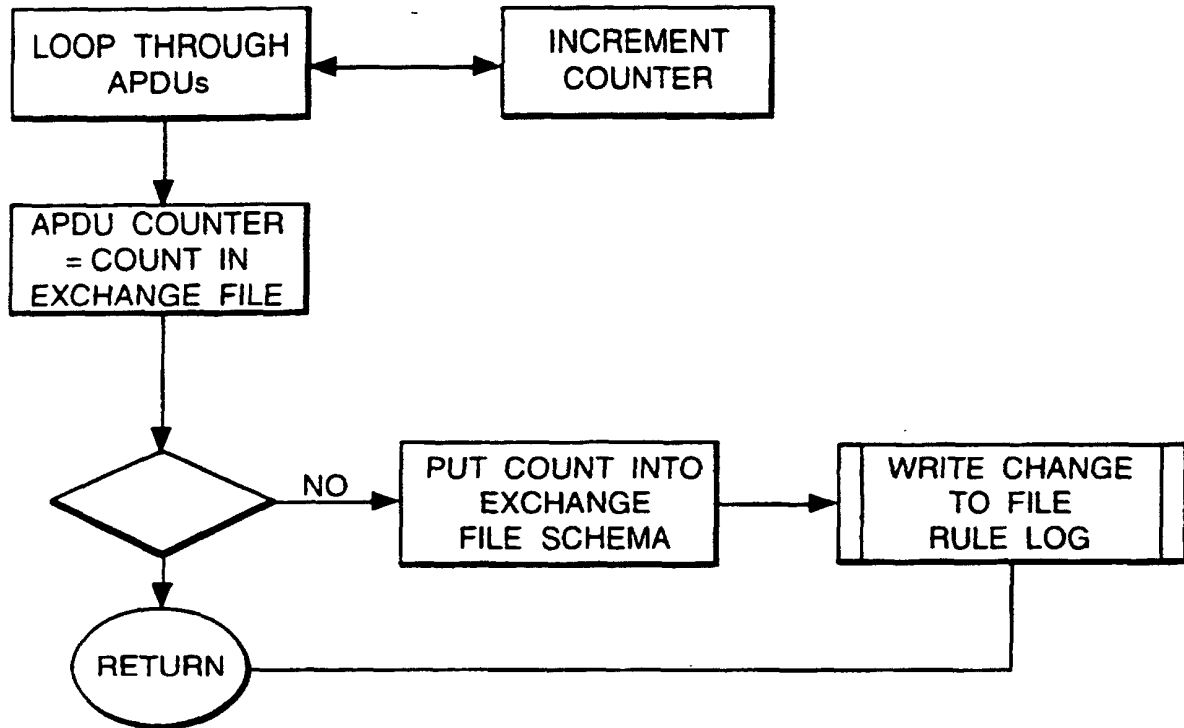 LOOP THROUGH
APDUs
INCREMENT
COUNTER
APDU COUNTER
= COUNT IN
EXCHANGE FILE
NO
PUT COUNT INTO
EXCHANGE
FILE SCHEMA
WRITE CHANGE
TO FILE
RULE LOG
RETURN